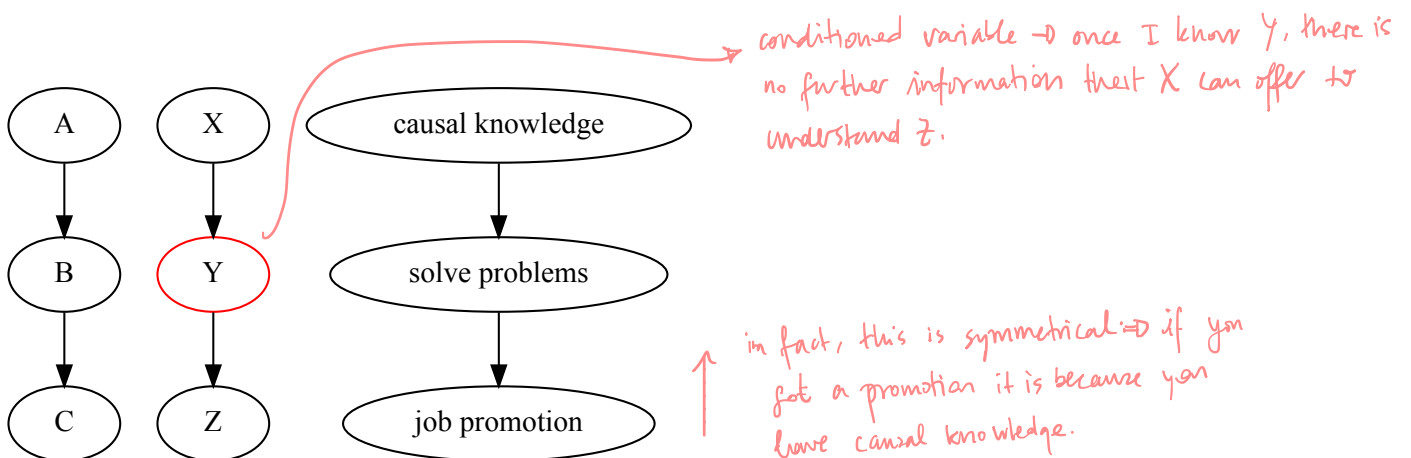 conditioned variable → once I know Y, there is
no further information that X can offer to
understand Z.
A
X
causal knowledge
B
Y
solve problems
in fact, this is symmetrical ⇒ if you
got a promotion it is because you
have causal knowledge.
C
Z
job promotion